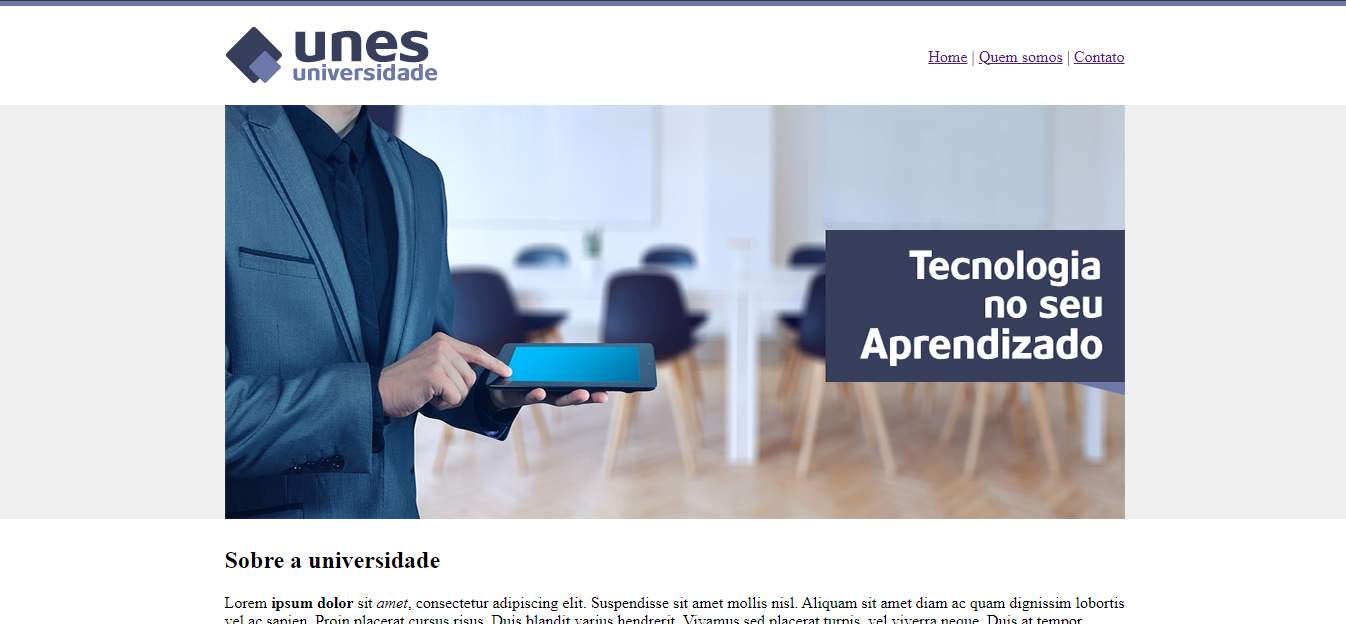 unes
universidade
Home | Quem somos | Contato
Tecnologia
no seu
Aprendizado
Sobre a universidade
Lorem ipsum dolor sit amet, consectetur adipiscing elit. Suspendisse sit amet mollis nisl. Aliquam sit amet diam ac quam dignissim lobortis
vel ac sapien. Proin placerat cursus risus. Duis blandit varius hendrerit. Vivamus sed placerat turpis, vel viverra neque. Duis at tempor